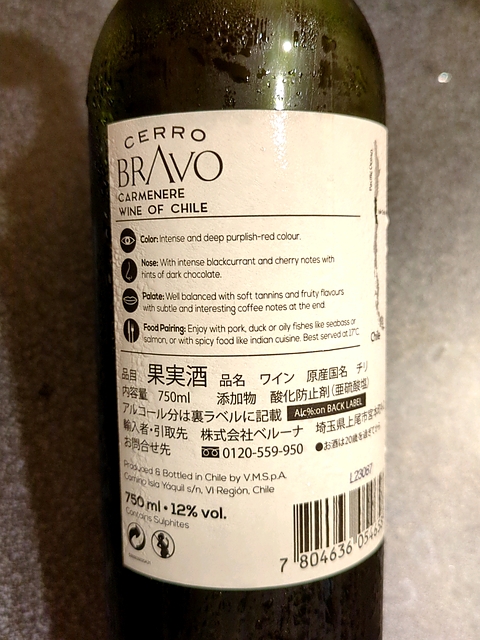 CERRO
BRAVO
CARMENERE
WINE OF CHILE
Color: Intense and deep purplish-red colour.
Nose: With intense blackcurrant and cherry notes with
hints of dark chocolate.
Palate: Well balanced with soft tannins and fruity flavours
with subtle and interesting coffee notes at the end.
Food Pairing: Enjoy with pork, duck or oily fishes like seabass or
salmon, or with spicy food like indian cuisine. Best served at 17°C.
Chile
品目 果実酒 品名 ワイン 原産国名 チリ
内容量 750ml 添加物 酸化防止剤(亜硫酸塩)
アルコール分は裏ラベルに記載 Alc%:on BACK LABEL
輸入者・引取先 株式会社ベルーナ 埼玉県上尾市宮本町
お問合せ先 0120-559-950 ●お酒は20歳を過ぎてから
Produced & Bottled in Chile by V.M.S.p.A.
Camino Isla Yáquil s/n, VI Región, Chile
L23087
750 ml • 12% vol.
Contains Sulphites
7 804636 05